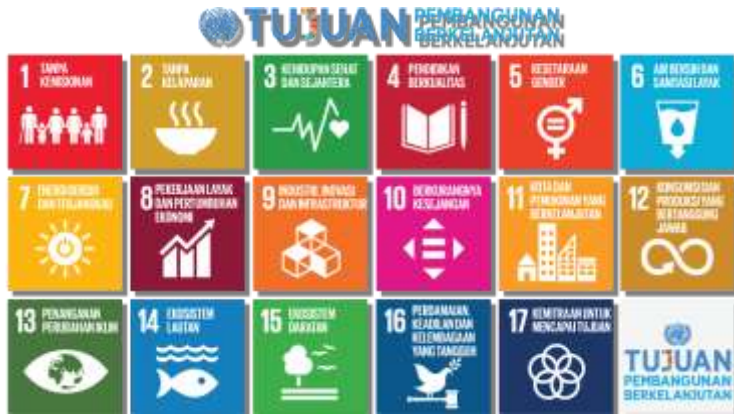 TUJUAN PEMBANGUNAN
BERKELANJUTAN
1 TANPA
KEMISKINAN
2 TANPA
KELAPARAN
3 KEHIDUPAN SEHAT
DAN SEJAHTERA
4 PENDIDIKAN
BERKUALITAS
5 KESETARAAN
GENDER
6 AIR BERSIH DAN
SANITASI LAYAK
7 ENERGI BERSIH
DAN TERJANGKAU
8 PEKERJAAN LAYAK
DAN PERTUMBUHAN
EKONOMI
9 INDUSTRI, INOVASI
DAN INFRASTRUKTUR
10 BERKURANGNYA
KESENJANGAN
11 KOTA DAN
PEMUKIMAN YANG
BERKELANJUTAN
12 KONSUMSI DAN
PRODUKSI YANG
BERTANGGUNG
JAWAB
13 PENANGANAN
PERUBAHAN IKLIM
14 EKOSISTEM
LAUTAN
15 EKOSISTEM
DARATAN
16 PERDAMAIAN,
KEADILAN DAN
KELEMBAGAAN
YANG TANGGUH
17 KEMITRAAN UNTUK
MENCAPAI TUJUAN
TUJUAN
PEMBANGUNAN
BERKELANJUTAN